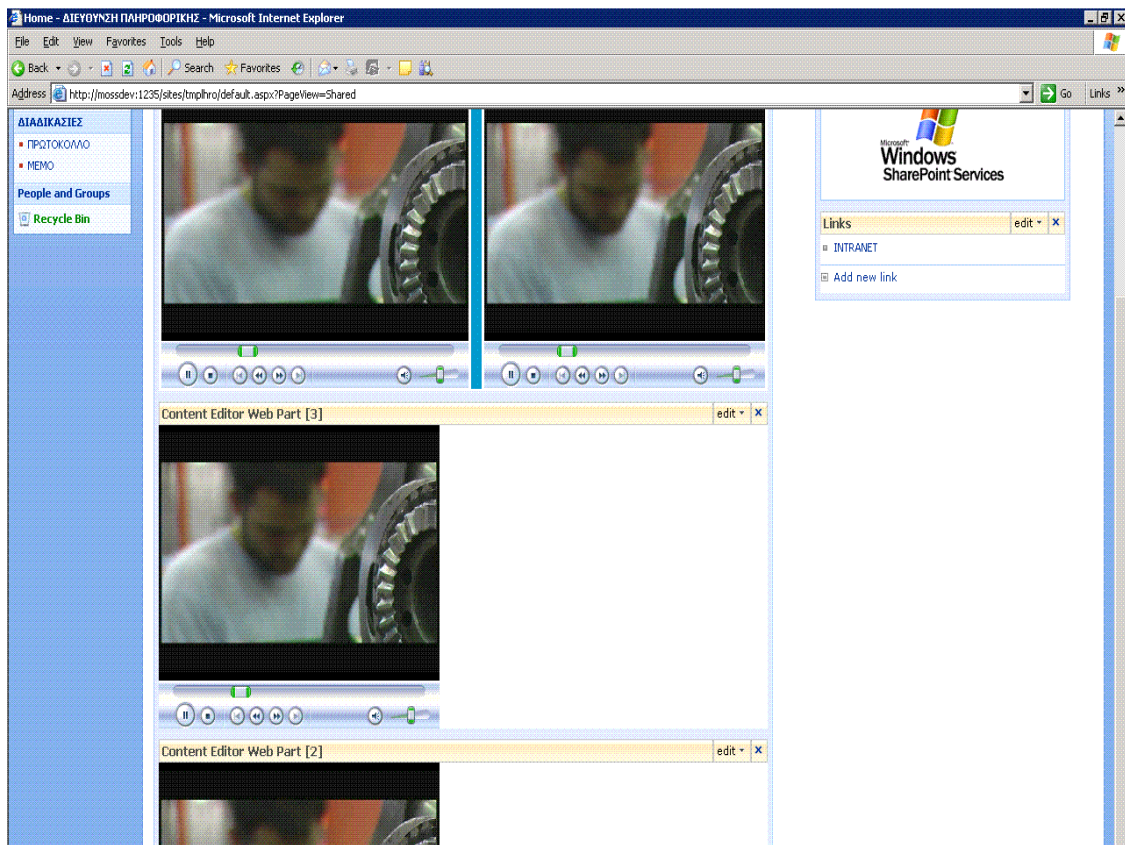 Home - ΔΙΕΥΘΥΝΣΗ ΠΛΗΡΟΦΟΡΙΚΗΣ - Microsoft Internet Explorer
File Edit View Favorites Tools Help
Back Search Favorites
Address http://mossdev:1235/sites/tmplhro/default.aspx?PageView=Shared Go Links »
ΔΙΑΔΙΚΑΣΙΕΣ
ΠΡΩΤΟΚΟΛΛΟ
ΜΕΜΟ
People and Groups
Recycle Bin
Microsoft
Windows
SharePoint Services
Links edit
INTRANET
Add new link
Content Editor Web Part [3] edit
Content Editor Web Part [2] edit